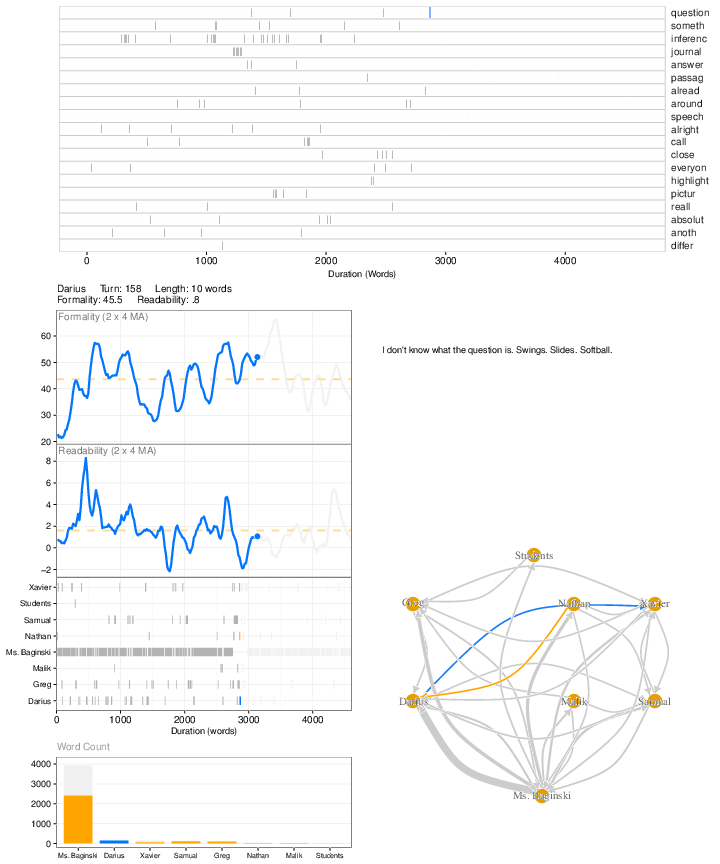 question
someth
inferenc
journal
answer
passag
alread
around
speech
alright
call
close
everyon
highlight
pictur
reall
absolut
anoth
differ
0 1000 2000 3000 4000
Duration (Words)
Darius Turn: 158 Length: 10 words
Formality: 45.5 Readability: .8
Formality (2 x 4 MA)
60
50
40
30
20
I don't know what the question is. Swings. Slides. Softball.
Readability (2 x 4 MA)
8
6
4
2
0
−2
Xavier
Students
Samual
Nathan
Ms. Baginski
Malik
Greg
Darius
0 1000 2000 3000 4000
Duration (words)
Students
Greg Nathan Xavier
Darius Malik Samual
Ms. Baginski
Word Count
4000
3000
2000
1000
0
Ms. Baginski Darius Xavier Samual Greg Nathan Malik Students